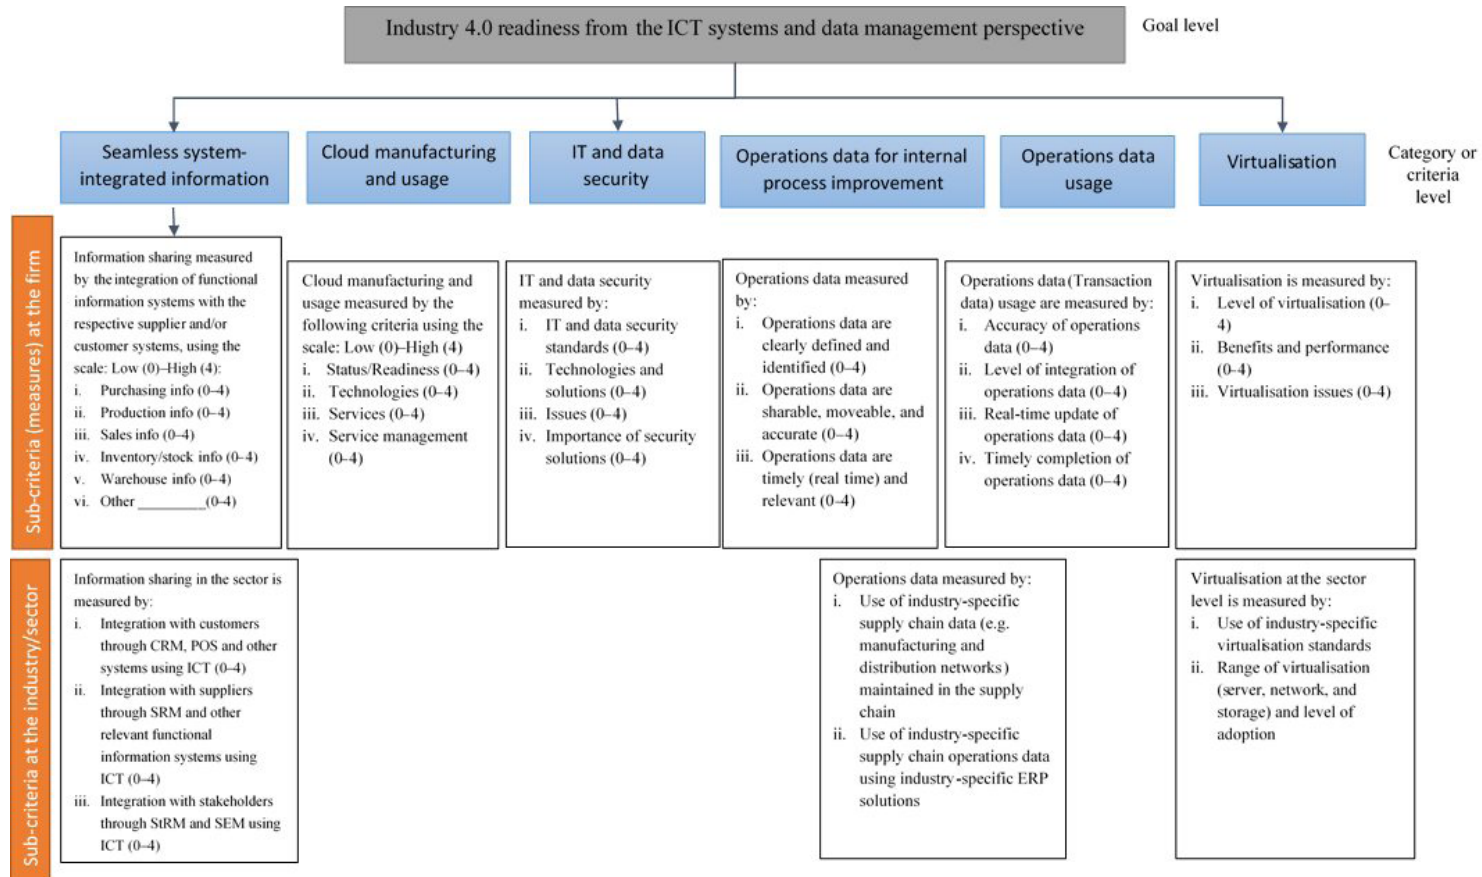 Industry 4.0 readiness from the ICT systems and data management perspective
Goal level
Seamless system-
integrated information
Cloud manufacturing
and usage
IT and data
security
Operations data for internal
process improvement
Operations data
usage
Virtualisation
Category or
criteria
level
Sub-criteria (measures) at the firm
Information sharing measured
by the integration of functional
information systems with the
respective supplier and/or
customer systems, using the
scale: Low (0)–High (4):
i. Purchasing info (0–4)
ii. Production info (0–4)
iii. Sales info (0–4)
iv. Inventory/stock info (0–4)
v. Warehouse info (0–4)
vi. Other _________(0-4)
Cloud manufacturing and
usage measured by the
following criteria using the
scale: Low (0)–High (4)
i. Status/Readiness (0–4)
ii. Technologies (0–4)
iii. Services (0–4)
iv. Service management
(0–4)
IT and data security
measured by:
i. IT and data security
standards (0–4)
ii. Technologies and
solutions (0–4)
iii. Issues (0–4)
iv. Importance of security
solutions (0–4)
Operations data measured
by:
i. Operations data are
clearly defined and
identified (0–4)
ii. Operations data are
sharable, moveable, and
accurate (0–4)
iii. Operations data are
timely (real time) and
relevant (0–4)
Operations data (Transaction
data) usage are measured by:
i. Accuracy of operations
data (0–4)
ii. Level of integration of
operations data (0–4)
iii. Real-time update of
operations data (0–4)
iv. Timely completion of
operations data (0–4)
Virtualisation is measured by:
i. Level of virtualisation (0–
4)
ii. Benefits and performance
(0–4)
iii. Virtualisation issues (0–4)
Sub-criteria at the industry/sector
Information sharing in the sector is
measured by:
i. Integration with customers
through CRM, POS and other
systems using ICT (0–4)
ii. Integration with suppliers
through SRM and other
relevant functional
information systems using
ICT (0–4)
iii. Integration with stakeholders
through StRM and SEM using
ICT (0–4)
Operations data measured by:
i. Use of industry-specific
supply chain data (e.g.
manufacturing and
distribution networks)
maintained in the supply
chain
ii. Use of industry-specific
supply chain operations data
using industry-specific ERP
solutions
Virtualisation at the sector
level is measured by:
i. Use of industry-specific
virtualisation standards
ii. Range of virtualisation
(server, network, and
storage) and level of
adoption